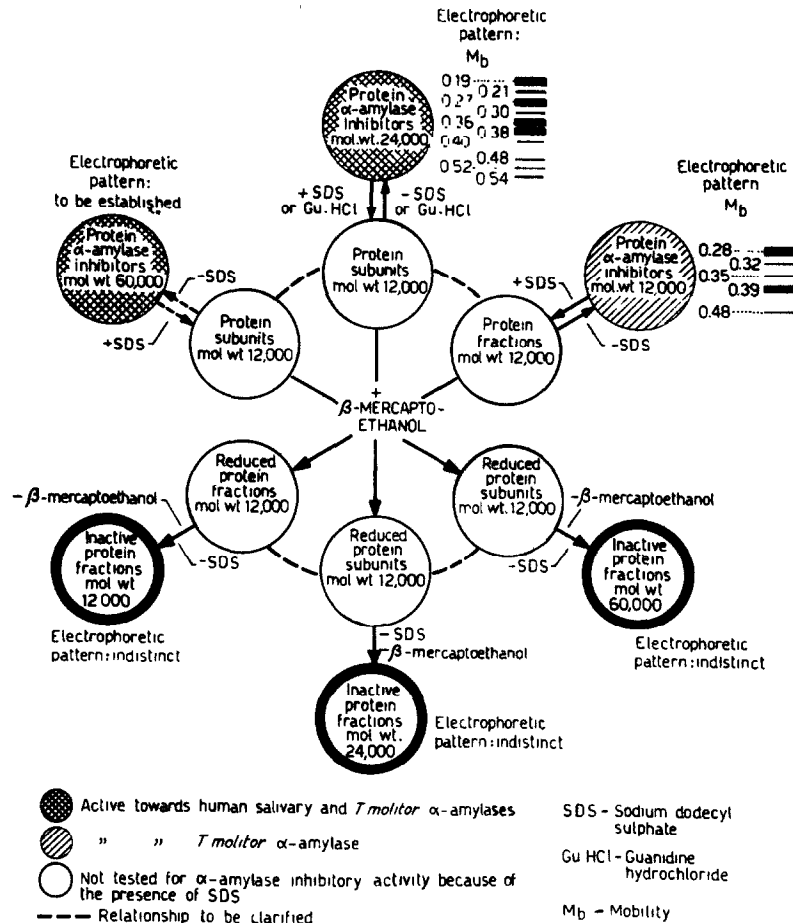 Electrophoretic
pattern:
Mb
0.19
0.21
0.27
0.30
0.36
0.38
0.40
0.48
0.52
0.54
Protein
α-amylase
inhibitors
mol. wt. 24,000
+ SDS
or Gu. HCl
- SDS
or Gu. HCl
Electrophoretic
pattern:
to be established
Protein
α-amylase
inhibitors
mol wt 60,000
-SDS
+SDS
Protein
subunits
mol wt 12,000
Protein
subunits
mol wt 12,000
Protein
fractions
mol wt 12,000
+SDS
-SDS
Protein
α-amylase
inhibitors
mol wt 12,000
Electrophoretic
pattern
Mb
0.28
0.32
0.35
0.39
0.48
+
β-MERCAPTO-
ETHANOL
Reduced
protein
fractions
mol wt 12,000
Reduced
protein
subunits
mol wt 12,000
Reduced
protein
subunits
mol wt. 12,000
-β-mercaptoethanol
-SDS
Inactive
protein
fractions
mol wt
12 000
Electrophoretic
pattern: indistinct
-β-mercaptoethanol
-SDS
Inactive
protein
fractions
mol wt
60,000
Electrophoretic
pattern: indistinct
- SDS
-β-mercaptoethanol
Inactive
protein
fractions
mol wt.
24,000
Electrophoretic
pattern: indistinct
Active towards human salivary and T molitor α-amylases
" " T molitor α-amylase
Not tested for α-amylase inhibitory activity because of
the presence of SDS
Relationship to be clarified
SDS - Sodium dodecyl
sulphate
Gu HCl - Guanidine
hydrochloride
Mb - Mobility